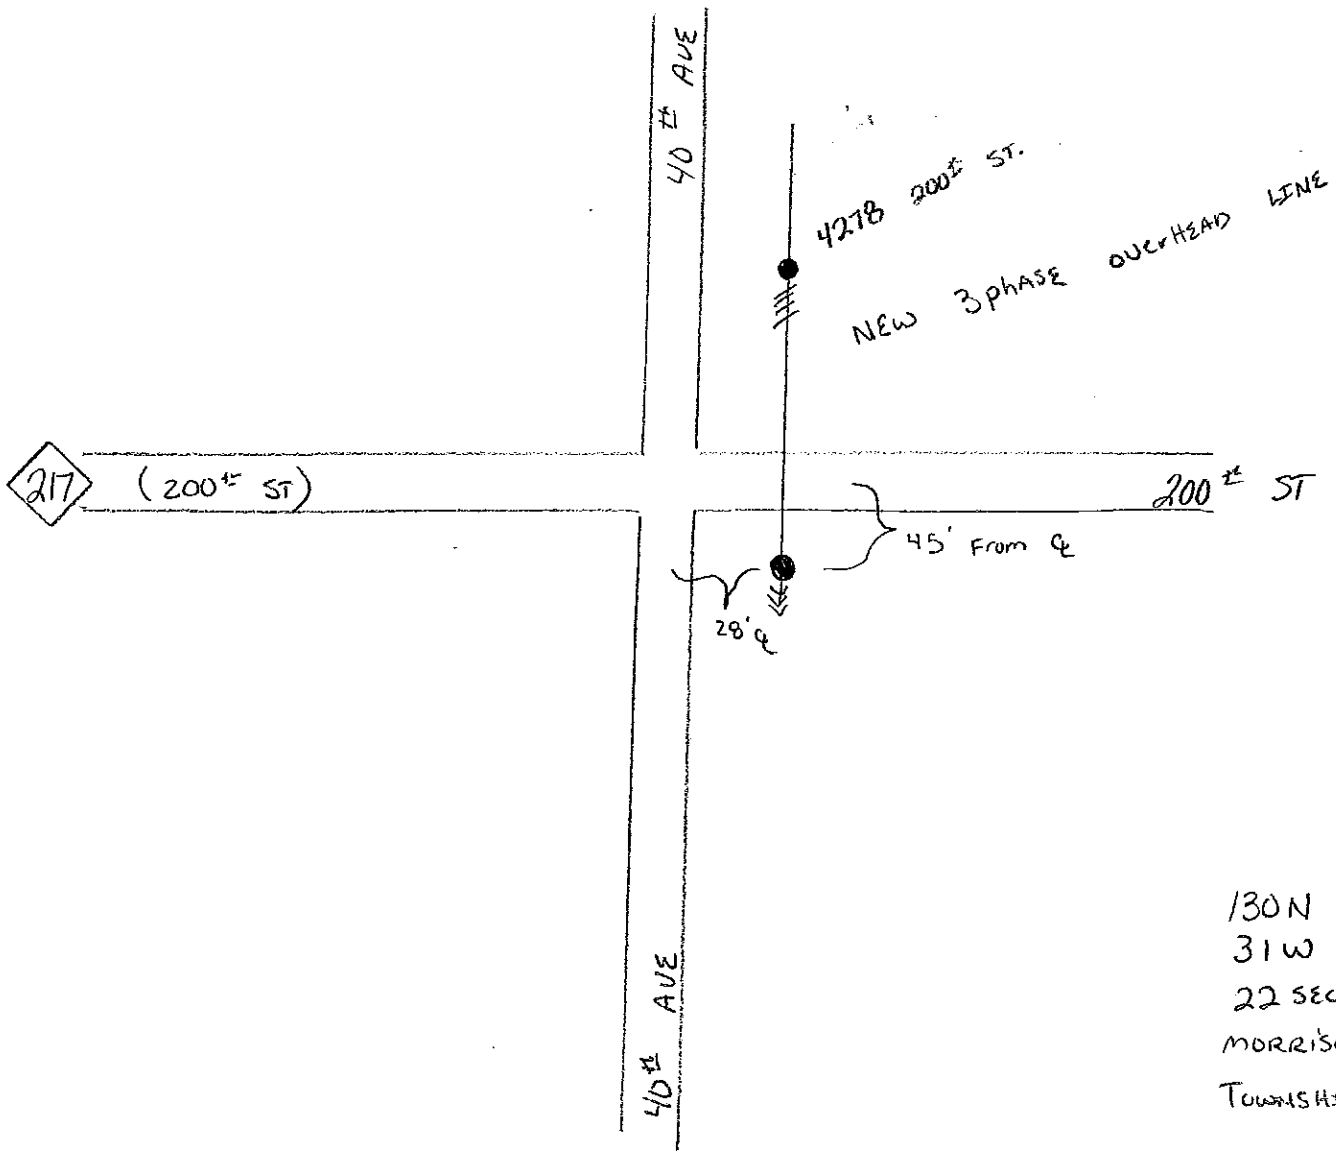 40th AVE
4278 200th ST.
NEW 3phASE OverHEAD LINE
217
(200th ST)
200th ST
45' From ℄
28' ℄
130N
31W
22 SEC
40th AVE